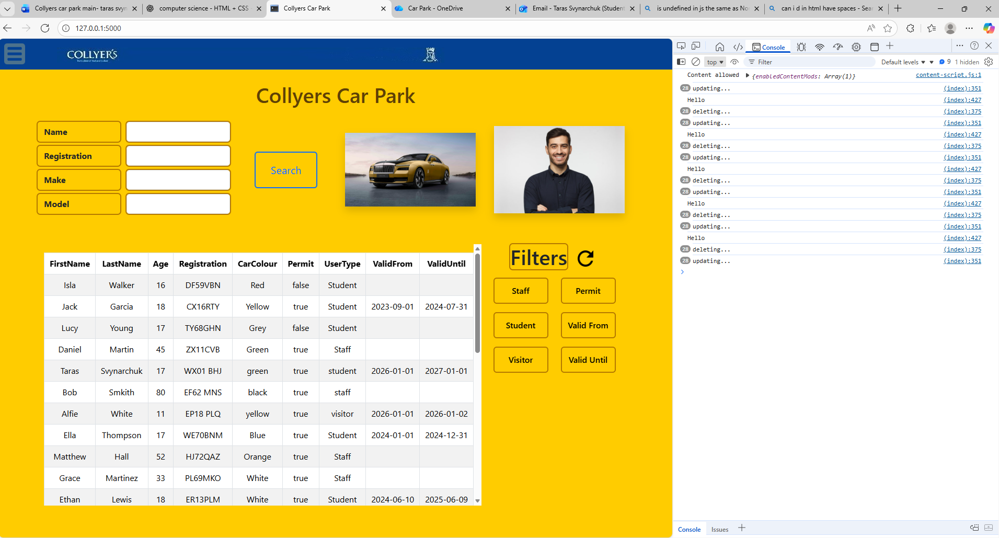 Collyers car park main- taras svyn
computer science - HTML + CSS
Collyers Car Park
Car Park - OneDrive
Email - Taras Svynarchuk (Student
is undefined in js the same as No
can i d in html have spaces - Sear
127.0.0.1:5000
COLLYER'S
The College of Richard Collyer
Collyers Car Park
Name
Registration
Make
Model
Search
Filters
Staff Permit
Student Valid From
Visitor Valid Until
FirstName LastName Age Registration CarColour Permit UserType ValidFrom ValidUntil
Isla Walker 16 DF59VBN Red false Student
Jack Garcia 18 CX16RTY Yellow true Student 2023-09-01 2024-07-31
Lucy Young 17 TY68GHN Grey false Student
Daniel Martin 45 ZX11CVB Green true Staff
Taras Svynarchuk 17 WX01 BHJ green true student 2026-01-01 2027-01-01
Bob Smkith 80 EF62 MNS black true staff
Alfie White 11 EP18 PLQ yellow true visitor 2026-01-01 2026-01-02
Ella Thompson 17 WE70BNM Blue true Student 2024-01-01 2024-12-31
Matthew Hall 52 HJ72QAZ Orange true Staff
Grace Martinez 33 PL69MKO White true Staff
Ethan Lewis 18 ER13PLM White true Student 2024-06-10 2025-06-09
Console
top Filter Default levels 9 1 hidden
Content allowed {enabledContentMods: Array(1)} content-script.js:1
28 updating... (index):351
Hello (index):427
28 deleting... (index):375
28 updating... (index):351
Hello (index):427
28 deleting... (index):375
28 updating... (index):351
Hello (index):427
28 deleting... (index):375
28 updating... (index):351
Hello (index):427
28 deleting... (index):375
28 updating... (index):351
Hello (index):427
28 deleting... (index):375
28 updating... (index):351
Console Issues